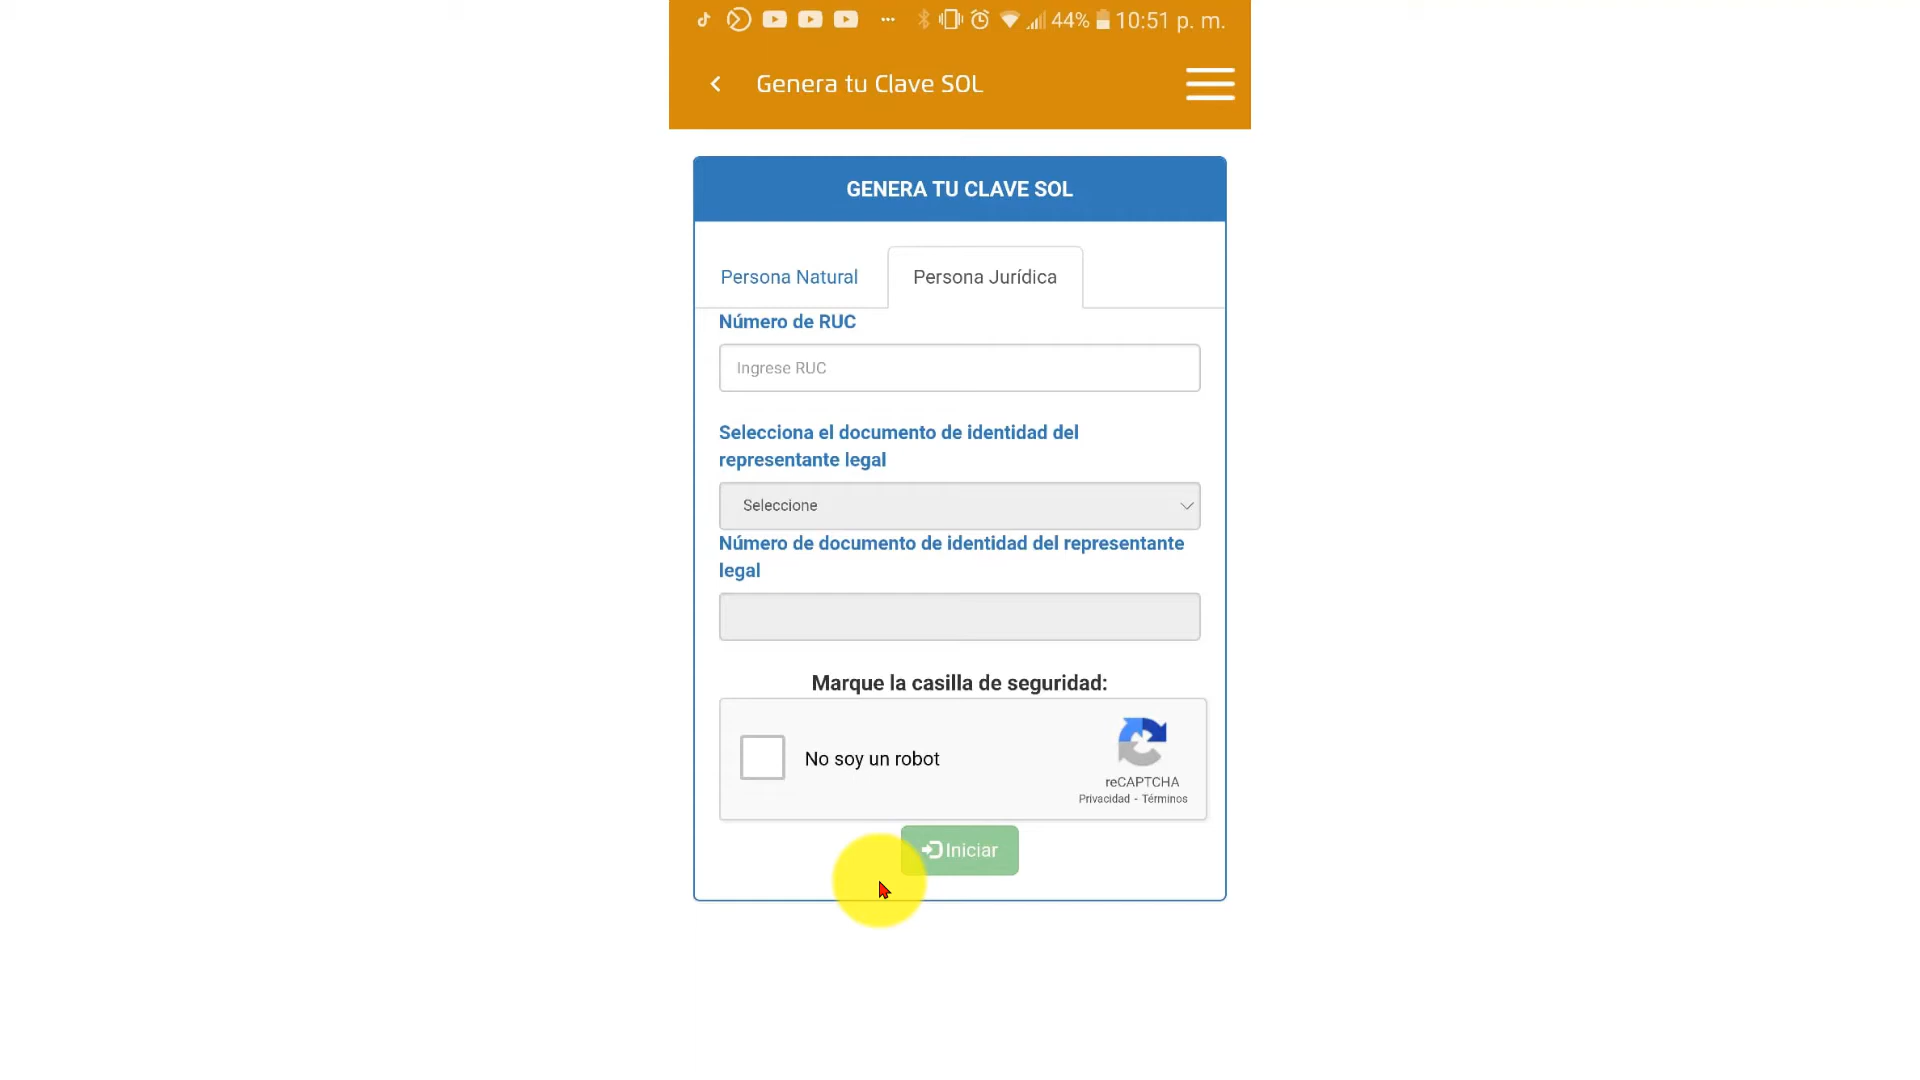 44% 10:51 p. m.
Genera tu Clave SOL
GENERA TU CLAVE SOL
Persona Natural
Persona Jurídica
Número de RUC
Ingrese RUC
Selecciona el documento de identidad del
representante legal
Seleccione
Número de documento de identidad del representante
legal
Marque la casilla de seguridad:
No soy un robot
reCAPTCHA
Privacidad - Términos
Iniciar